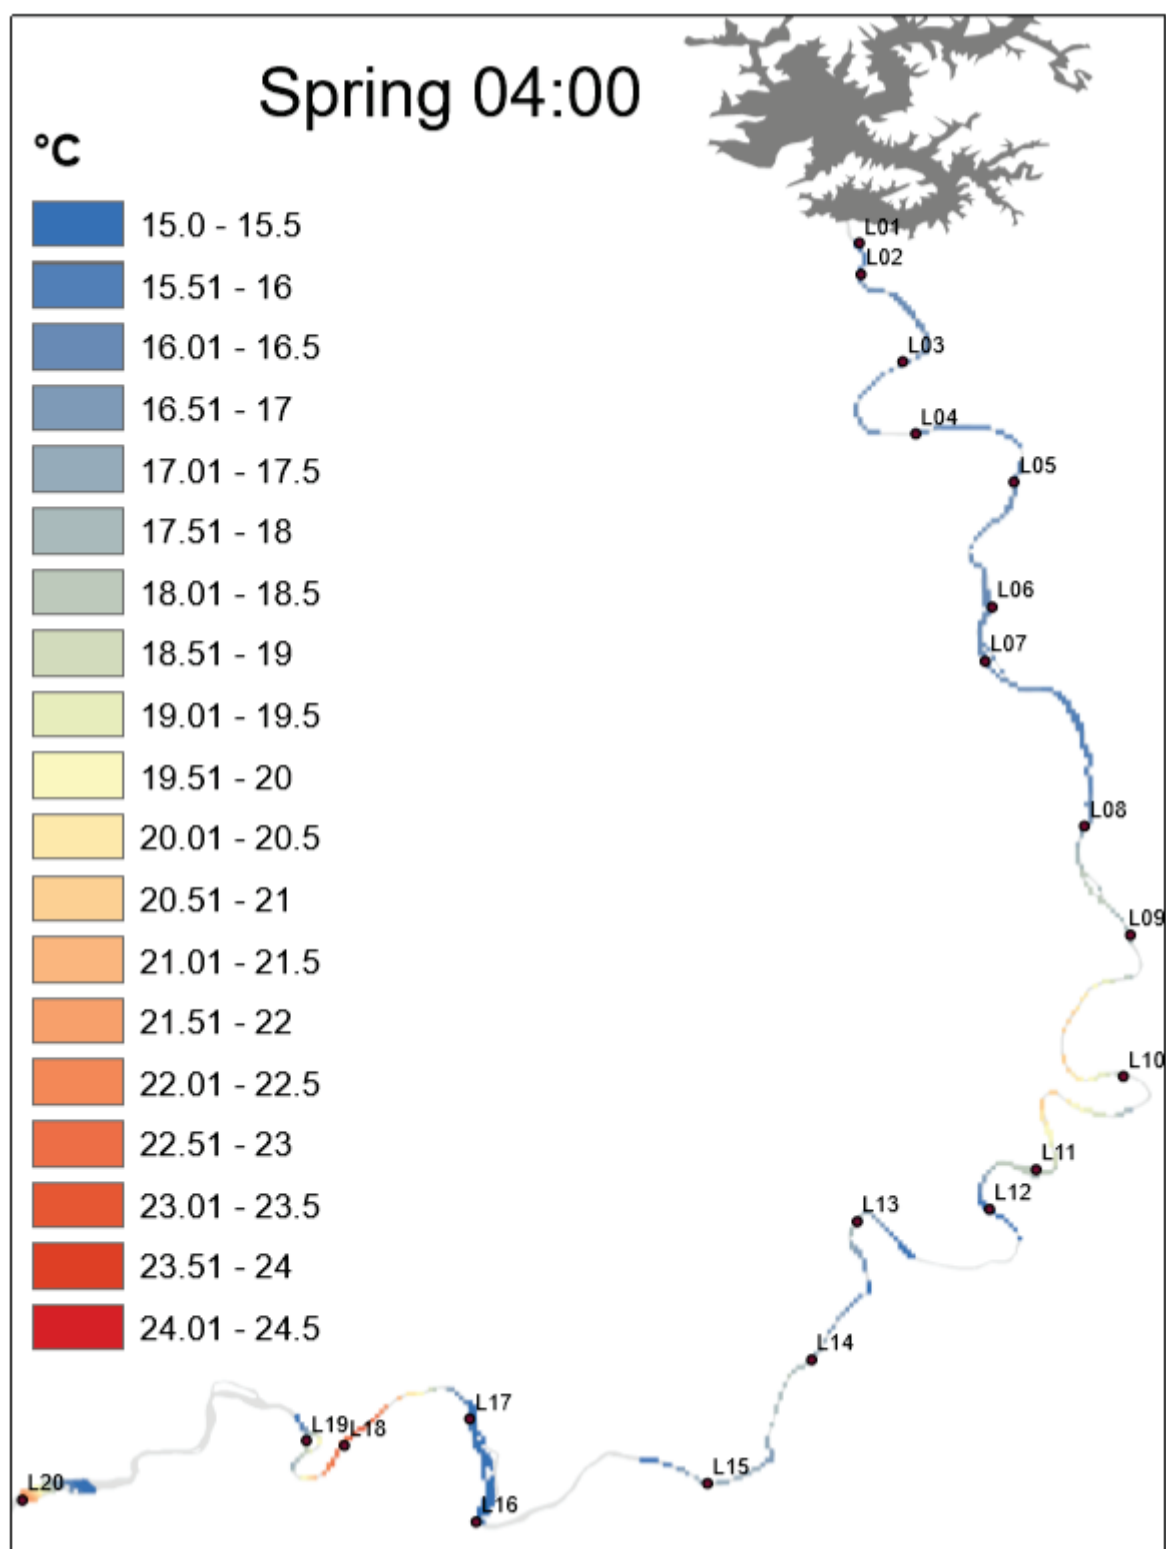 Spring 04:00
°C
15.0 - 15.5
15.51 - 16
16.01 - 16.5
16.51 - 17
17.01 - 17.5
17.51 - 18
18.01 - 18.5
18.51 - 19
19.01 - 19.5
19.51 - 20
20.01 - 20.5
20.51 - 21
21.01 - 21.5
21.51 - 22
22.01 - 22.5
22.51 - 23
23.01 - 23.5
23.51 - 24
24.01 - 24.5
L01
L02
L03
L04
L05
L06
L07
L08
L09
L10
L11
L12
L13
L14
L15
L16
L17
L18
L19
L20